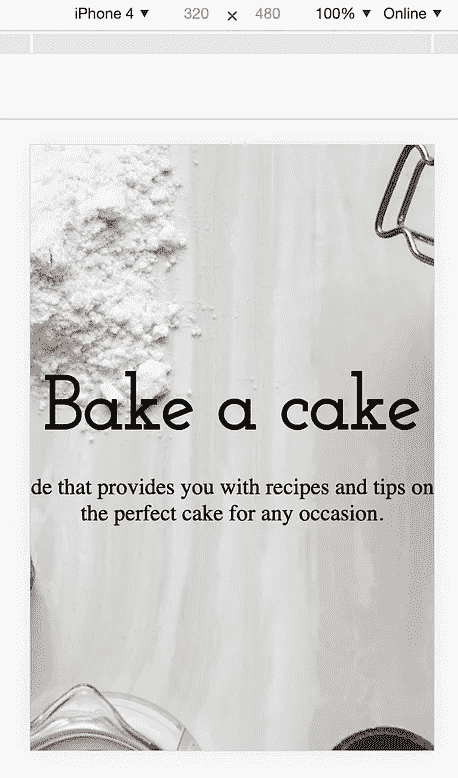 iPhone 4 ▼ 320 × 480 100% ▼ Online ▼
Bake a cake
de that provides you with recipes and tips on
the perfect cake for any occasion.